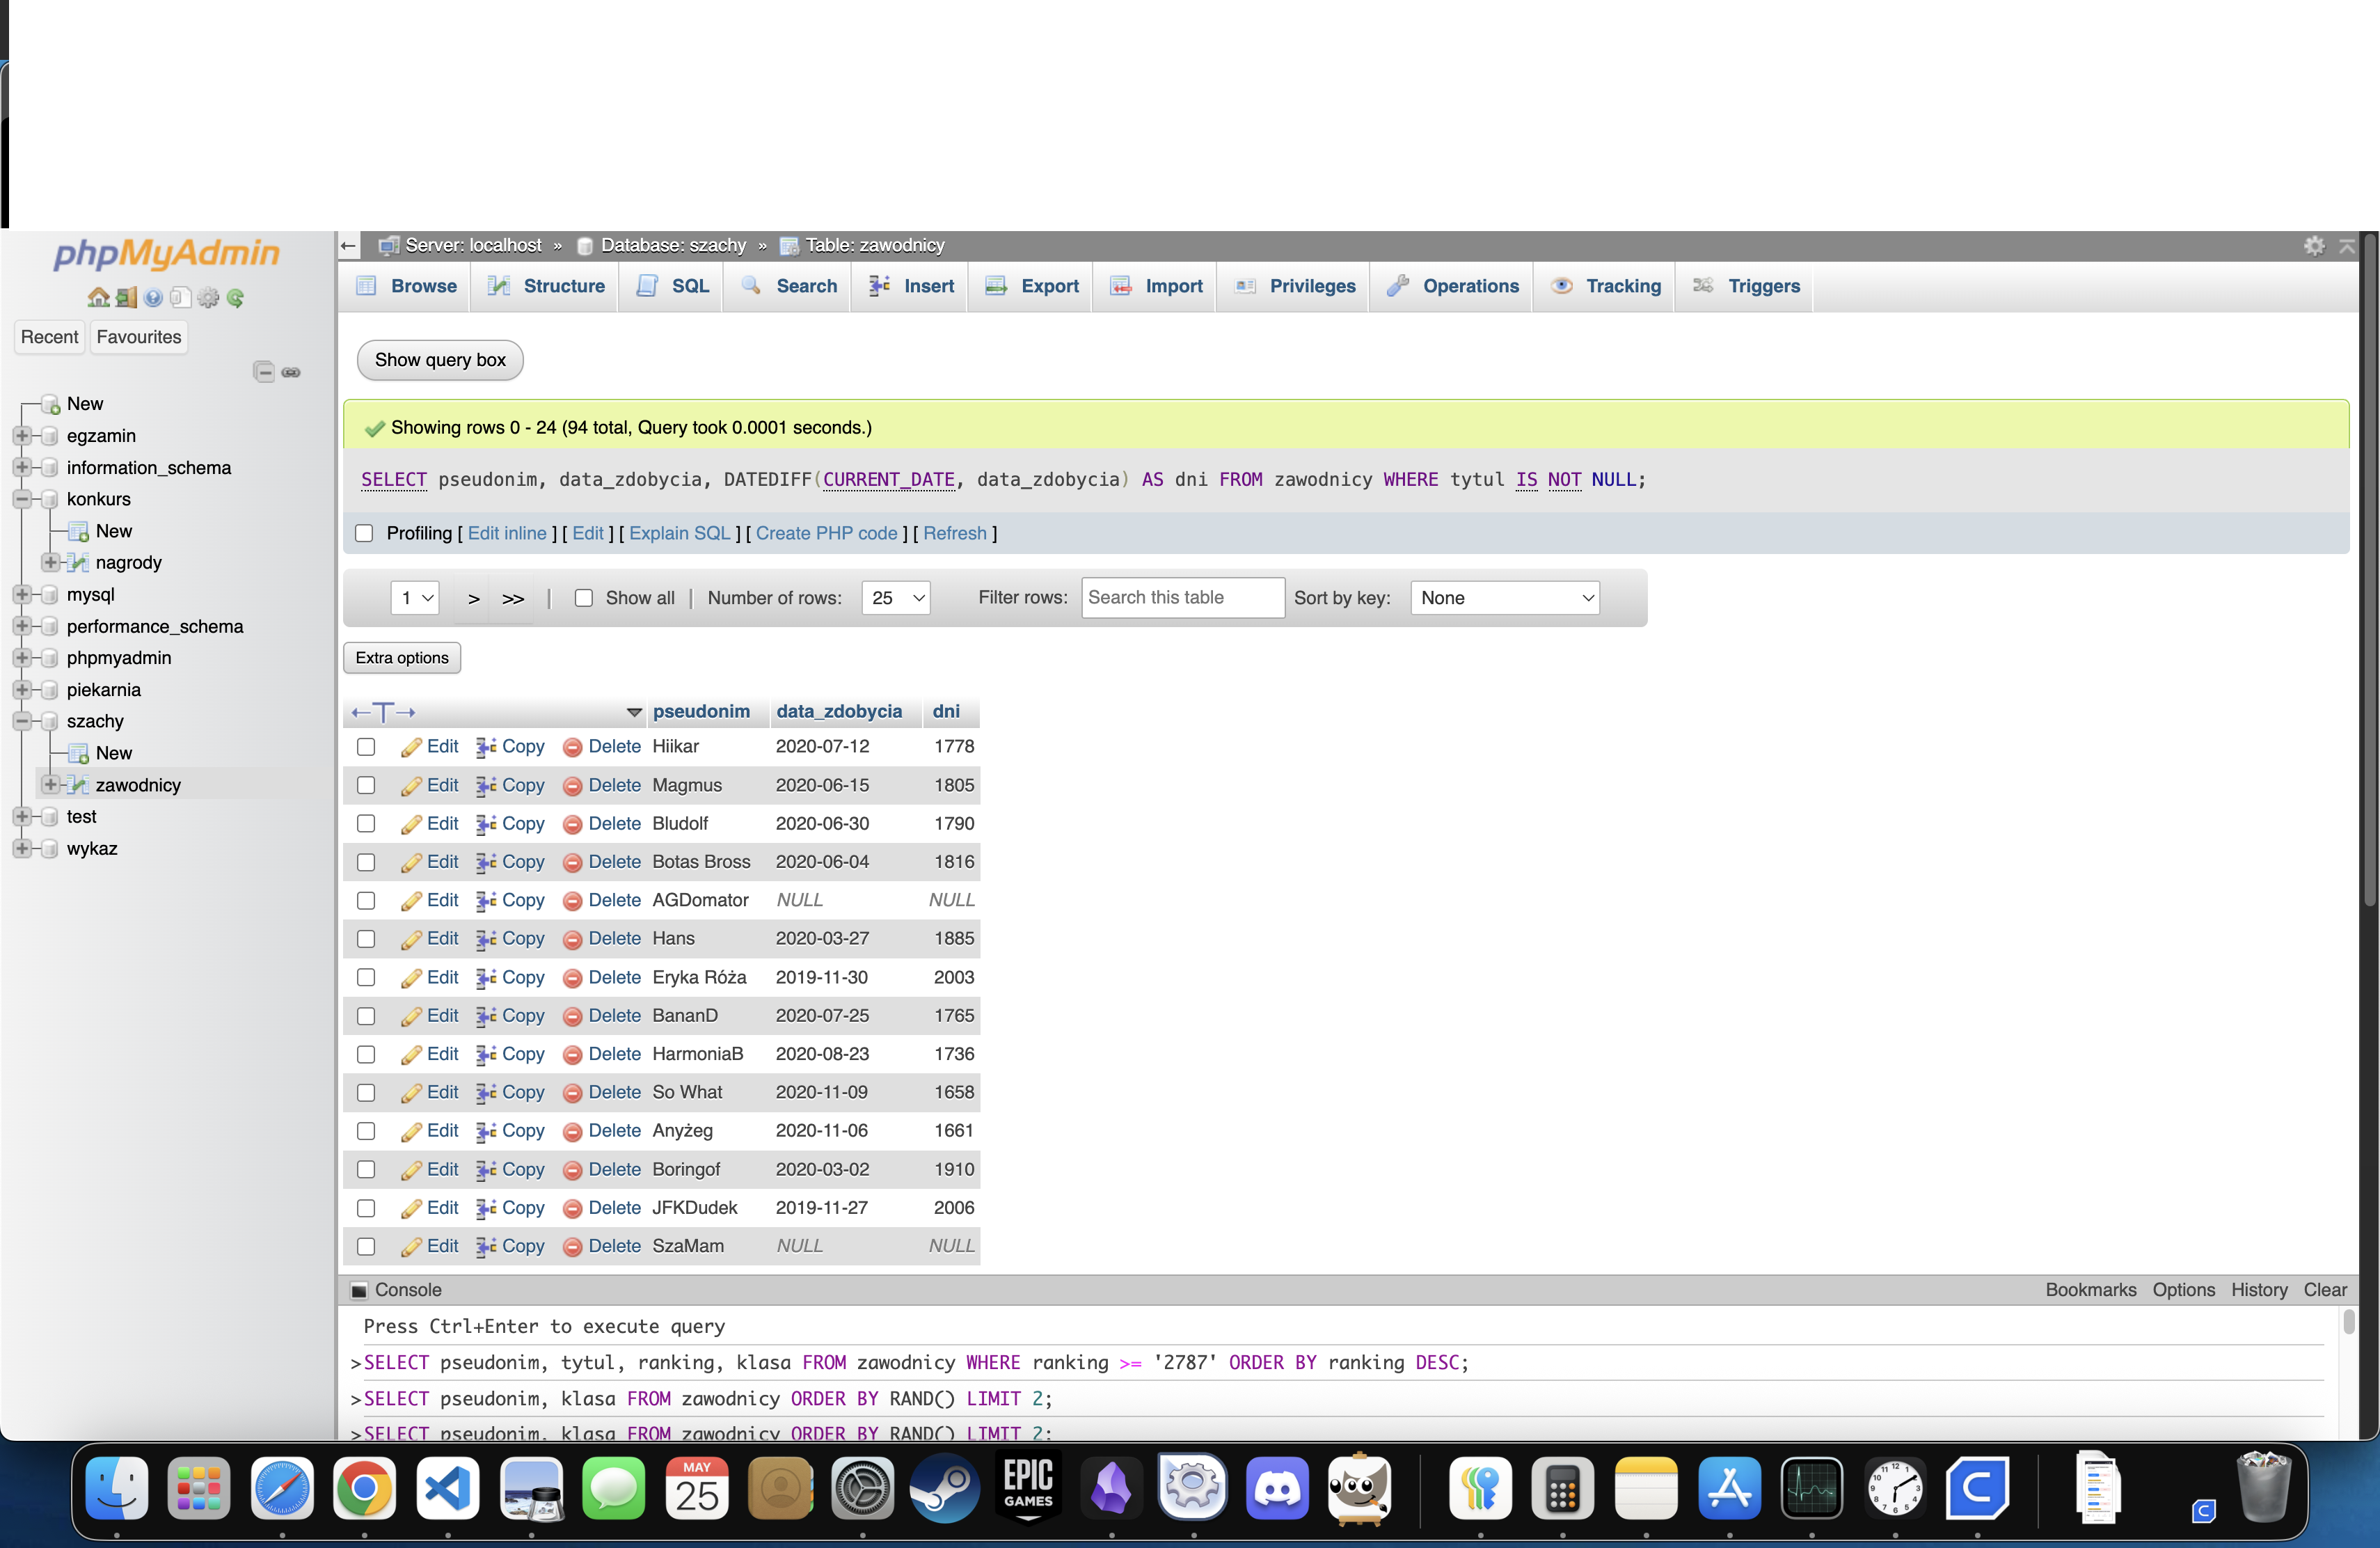 phpMyAdmin
Recent Favourites
New
egzamin
information_schema
konkurs
New
nagrody
mysql
performance_schema
phpmyadmin
piekarnia
szachy
New
zawodnicy
test
wykaz
Server: localhost » Database: szachy » Table: zawodnicy
Browse Structure SQL Search Insert Export Import Privileges Operations Tracking Triggers
Show query box
Showing rows 0 - 24 (94 total, Query took 0.0001 seconds.)
SELECT pseudonim, data_zdobycia, DATEDIFF(CURRENT_DATE, data_zdobycia) AS dni FROM zawodnicy WHERE tytul IS NOT NULL;
Profiling [ Edit inline ] [ Edit ] [ Explain SQL ] [ Create PHP code ] [ Refresh ]
1 > >> | Show all | Number of rows: 25 Filter rows: Search this table Sort by key: None
Extra options
pseudonim data_zdobycia dni
Edit Copy Delete Hiikar 2020-07-12 1778
Edit Copy Delete Magmus 2020-06-15 1805
Edit Copy Delete Bludolf 2020-06-30 1790
Edit Copy Delete Botas Bross 2020-06-04 1816
Edit Copy Delete AGDomator NULL NULL
Edit Copy Delete Hans 2020-03-27 1885
Edit Copy Delete Eryka Róża 2019-11-30 2003
Edit Copy Delete BananD 2020-07-25 1765
Edit Copy Delete HarmoniaB 2020-08-23 1736
Edit Copy Delete So What 2020-11-09 1658
Edit Copy Delete Anyżeg 2020-11-06 1661
Edit Copy Delete Boringof 2020-03-02 1910
Edit Copy Delete JFKDudek 2019-11-27 2006
Edit Copy Delete SzaMam NULL NULL
Console Bookmarks Options History Clear
Press Ctrl+Enter to execute query
>SELECT pseudonim, tytul, ranking, klasa FROM zawodnicy WHERE ranking >= '2787' ORDER BY ranking DESC;
>SELECT pseudonim, klasa FROM zawodnicy ORDER BY RAND() LIMIT 2;
>SELECT pseudonim, klasa FROM zawodnicy ORDER BY RAND() LIMIT 2;
MAY
25
EPIC
GAMES